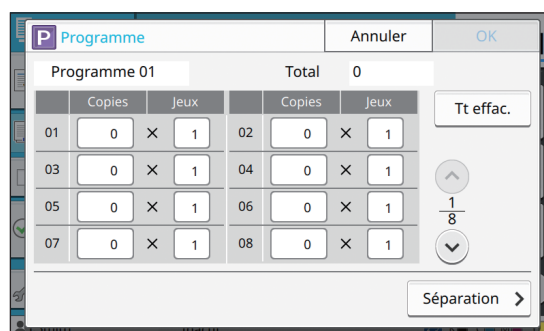 P Programme Annuler OK
Programme 01 Total 0
Copies Jeux Copies Jeux Tt effac.
01 0 × 1 02 0 × 1
03 0 × 1 04 0 × 1
05 0 × 1 06 0 × 1
1
8
07 0 × 1 08 0 × 1
Séparation